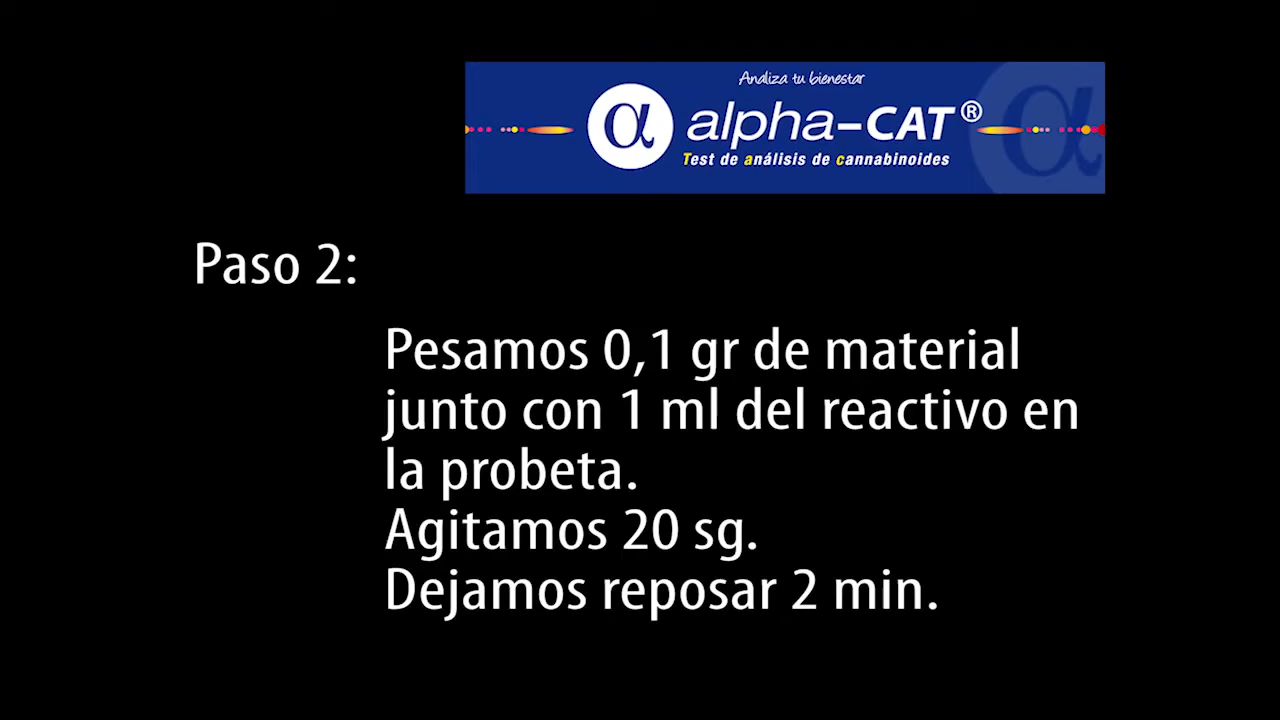 Analiza tu bienestar
α alpha-CAT®
Test de análisis de cannabinoides
Paso 2:
Pesamos 0,1 gr de material
junto con 1 ml del reactivo en
la probeta.
Agitamos 20 sg.
Dejamos reposar 2 min.